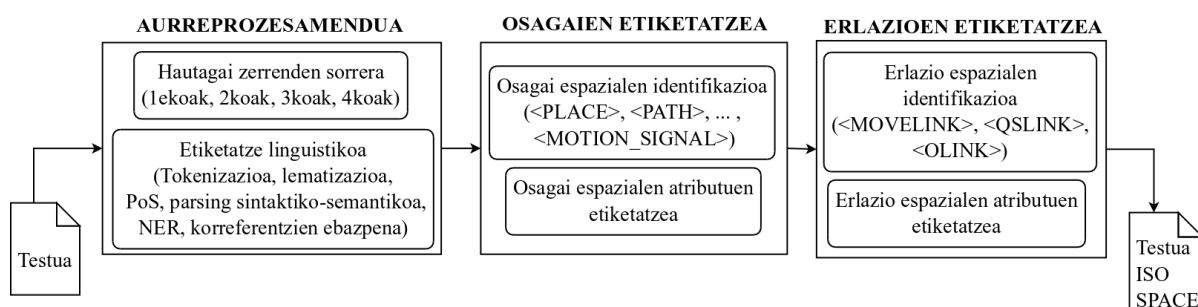 AURREPROZESAMENDUA
Hautagai zerrenden sorrera
(1ekoak, 2koak, 3koak, 4koak)
Etiketatze linguistikoa
(Tokenizazioa, lematizazioa,
PoS, parsing sintaktiko-semantikoa,
NER, korreferentzien ebazpena)
Testua
OSAGAIEN ETIKETATZEA
Osagai espazialen identifikazioa
(<PLACE>, <PATH>, ... ,
<MOTION_SIGNAL>)
Osagai espazialen atributuen
etiketatzea
ERLAZIOEN ETIKETATZEA
Erlazio espazialen
identifikazioa
(<MOVELINK>, <QSLINK>,
<OLINK>)
Erlazio espazialen atributuen
etiketatzea
Testua
ISO
SPACE